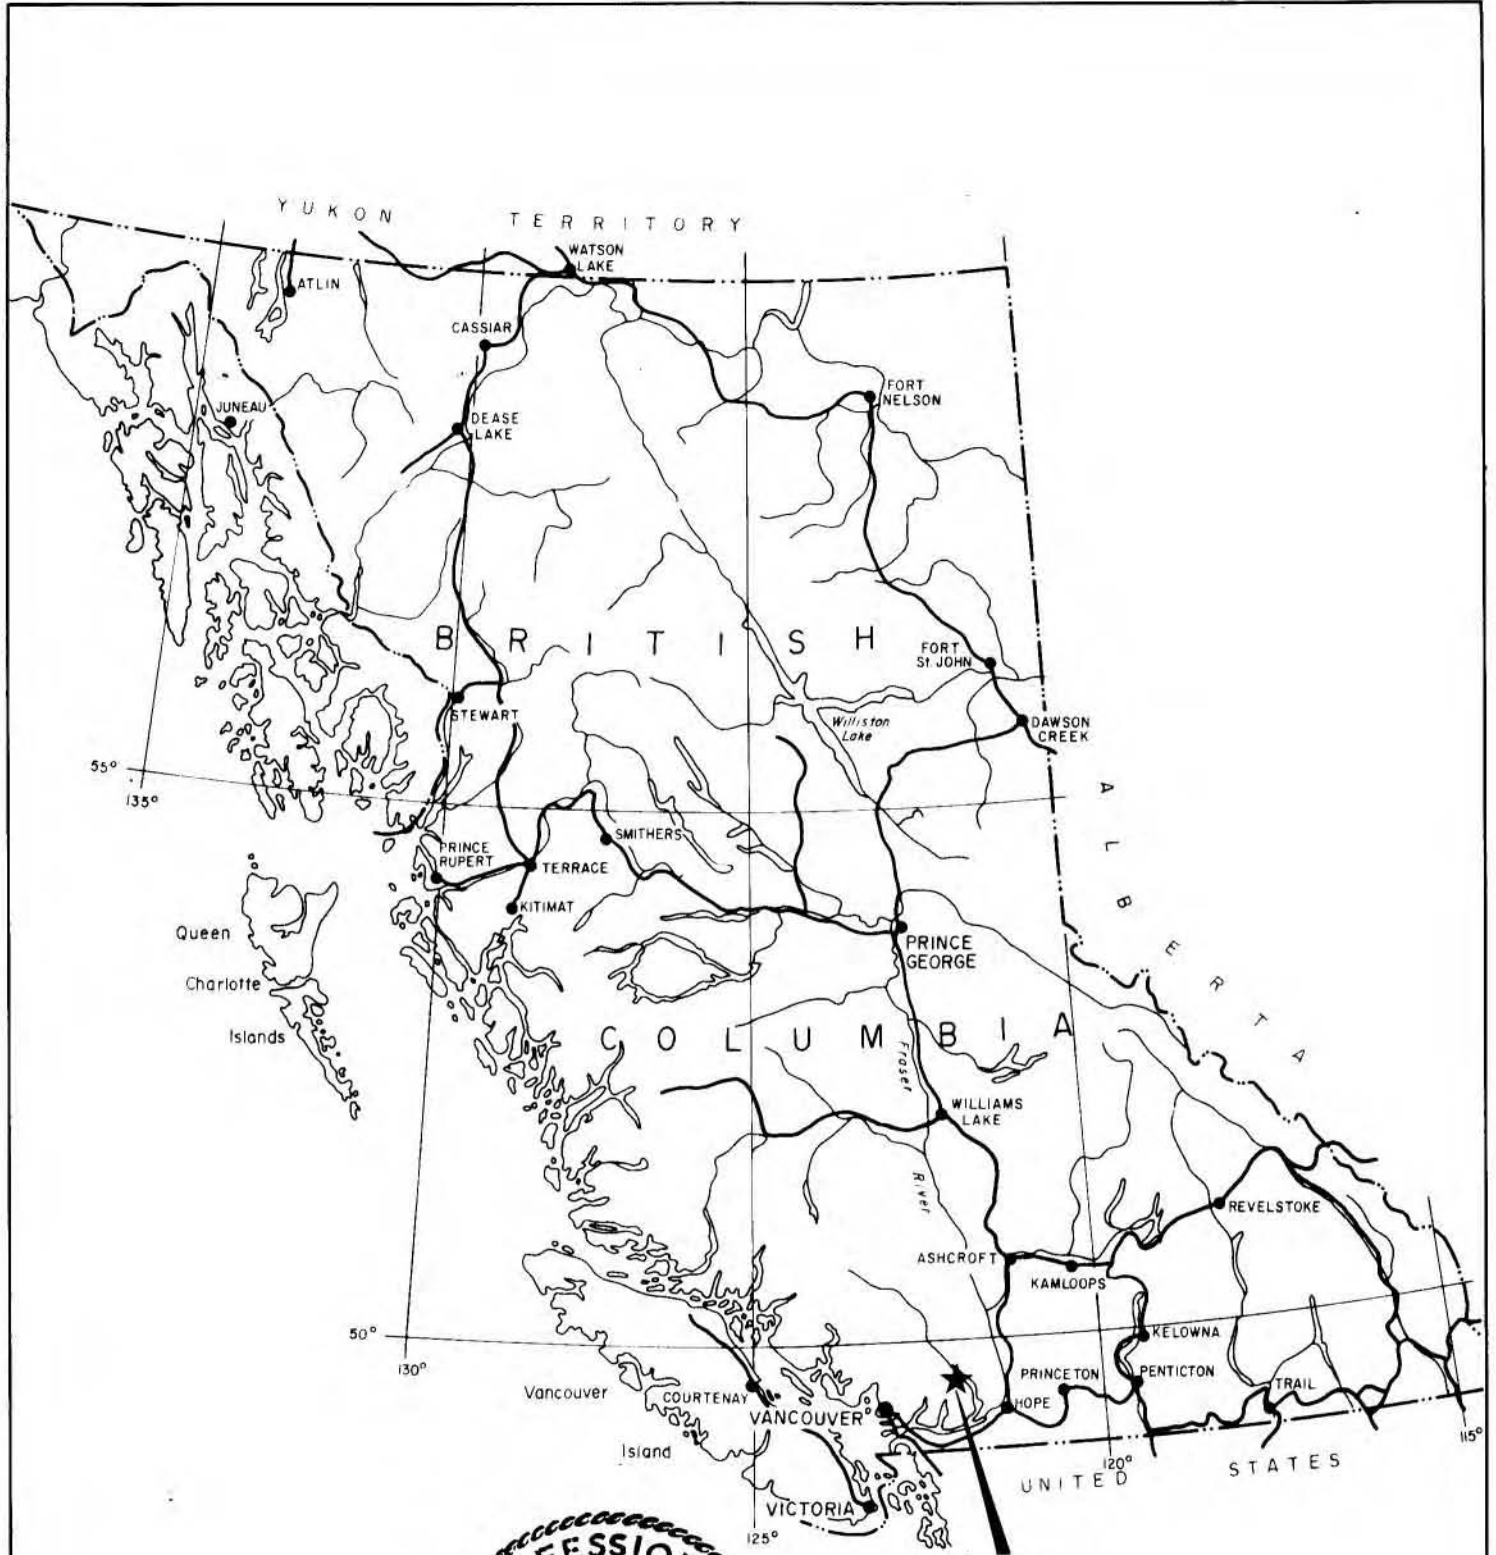 YUKON TERRITORY
WATSON
LAKE
ATLIN
CASSIAR
FORT
NELSON
JUNEAU
DEASE
LAKE
BRITISH
FORT
St. JOHN
STEWART
Williston
Lake
DAWSON
CREEK
55°
135°
ALBERTA
SMITHERS
PRINCE
RUPERT
TERRACE
KITIMAT
Queen
Charlotte
Islands
PRINCE
GEORGE
COLUMBIA
Fraser
River
WILLIAMS
LAKE
REVELSTOKE
ASHCROFT
KAMLOOPS
50°
130°
KELOWNA
PRINCETON
PENTICTON
Vancouver
Island
COURTENAY
VANCOUVER
HOPE
TRAIL
115°
120°
UNITED STATES
VICTORIA
125°